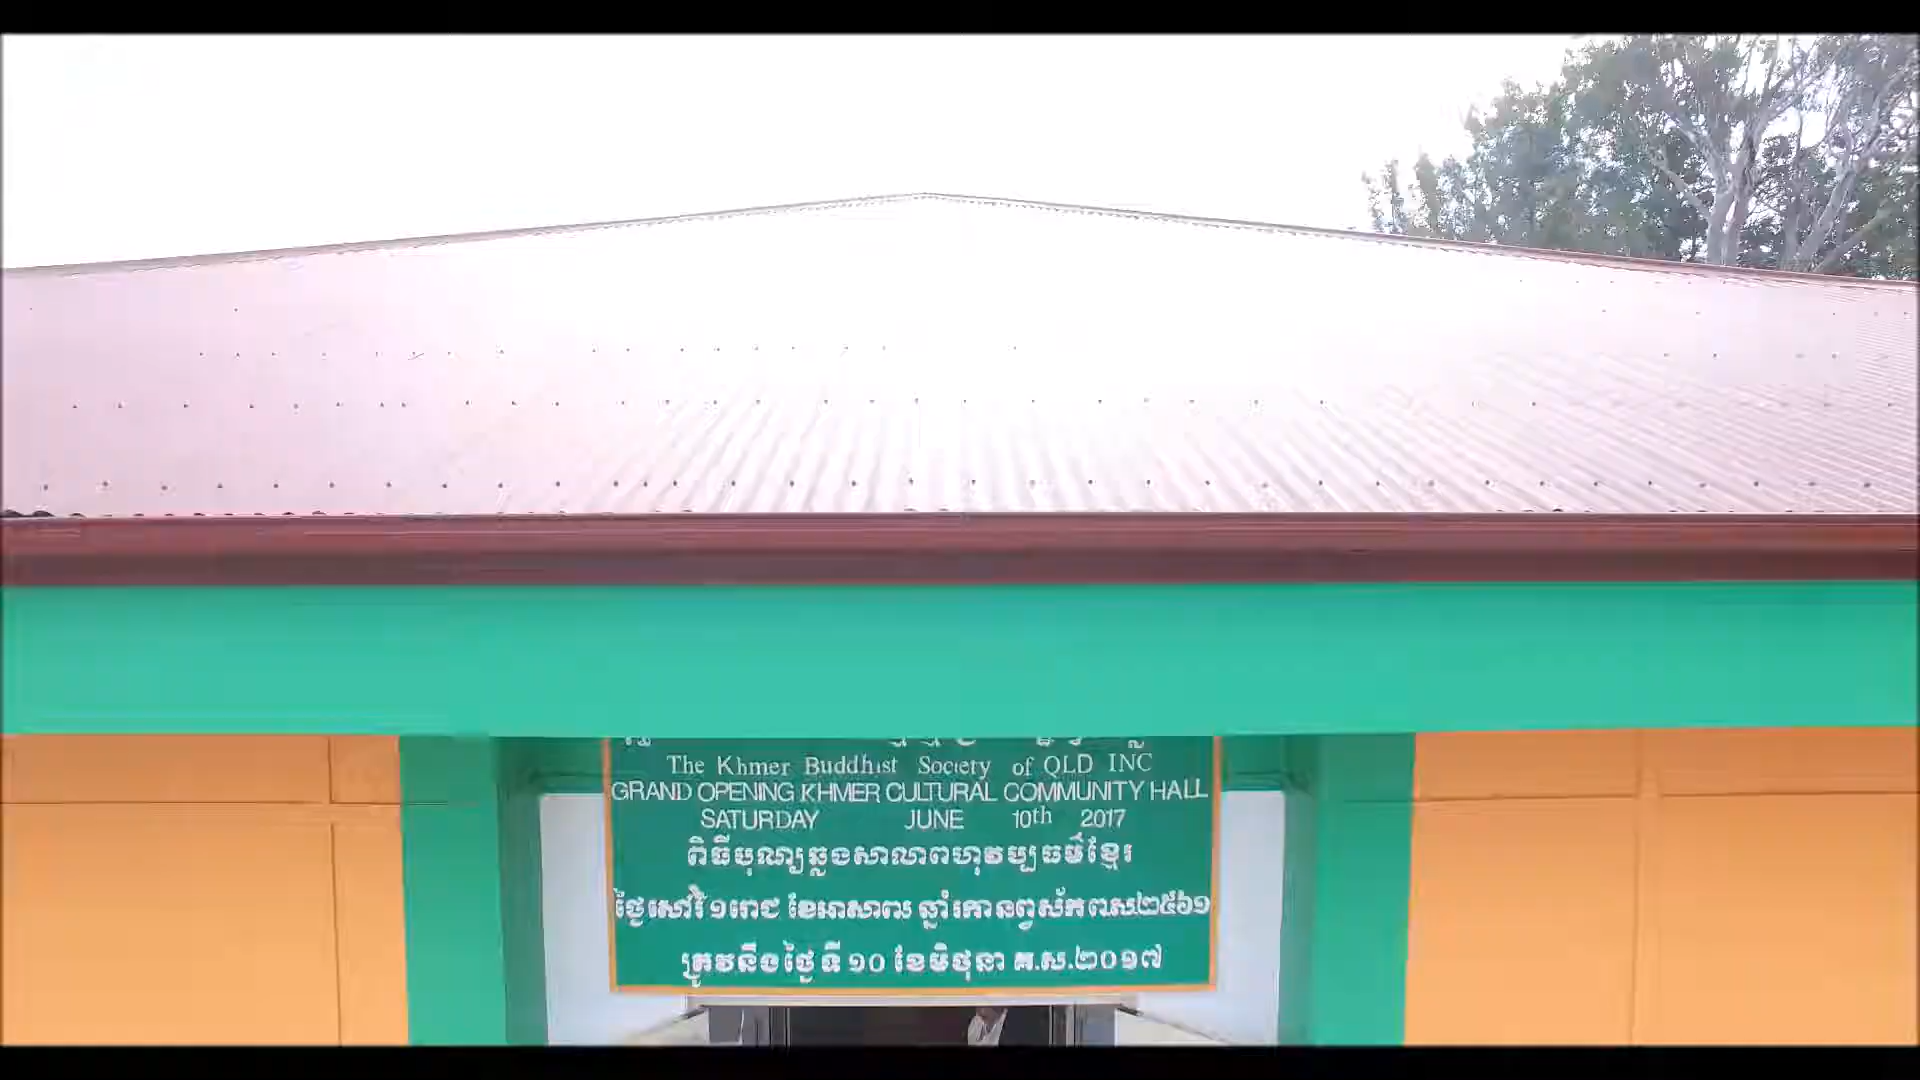 The Khmer Buddhist Society of QLD INC
GRAND OPENING KHMER CULTURAL COMMUNITY HALL
SATURDAY JUNE 10th 2017
ពិធីបុណ្យឆ្លងសាលាពហុវប្បធម៌ខ្មែរ
ថ្ងៃសៅរ៍ ១រោជ ខែអាសាឍ ឆ្នាំរកានព្វស័កព.ស.២៥៦១
ត្រូវនឹងថ្ងៃទី១០ ខែមិថុនា គ.ស.២០១៧